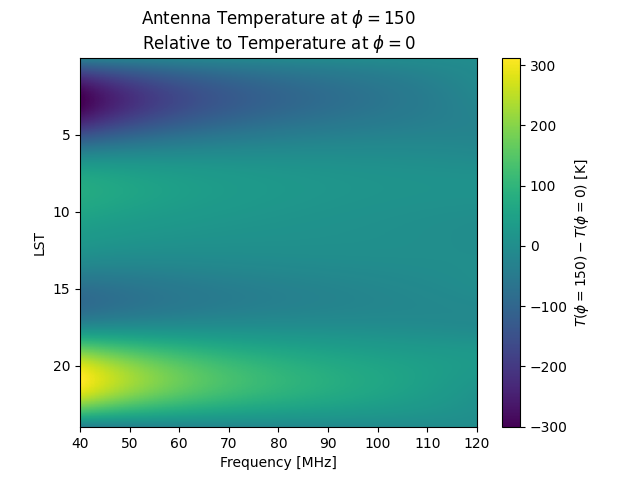 Antenna Temperature at ϕ = 150
Relative to Temperature at ϕ = 0
5
10
15
20
LST
40 50 60 70 80 90 100 110 120
Frequency [MHz]
300
200
100
0
−100
−200
−300
T(ϕ = 150) − T(ϕ = 0) [K]